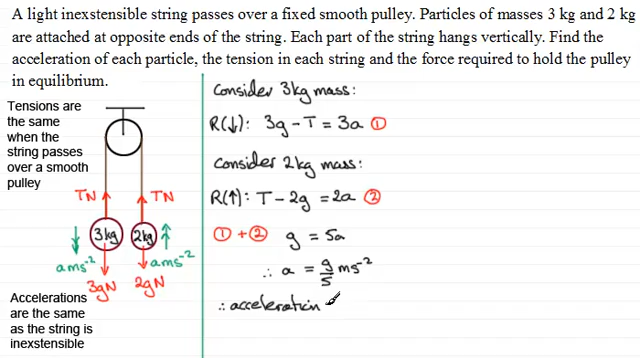 A light inextensible string passes over a fixed smooth pulley. Particles of masses 3 kg and 2 kg
are attached at opposite ends of the string. Each part of the string hangs vertically. Find the
acceleration of each particle, the tension in each string and the force required to hold the pulley
in equilibrium.
Tensions are
the same
when the
string passes
over a smooth
pulley
TN TN
3kg 2kg
ams⁻² ams⁻²
3gN 2gN
Accelerations
are the same
as the string is
inextensible
Consider 3kg mass:
R(↓): 3g - T = 3a ①
Consider 2kg mass:
R(↑): T - 2g = 2a ②
① + ② g = 5a
∴ a = g/5 ms⁻²
∴ acceleration